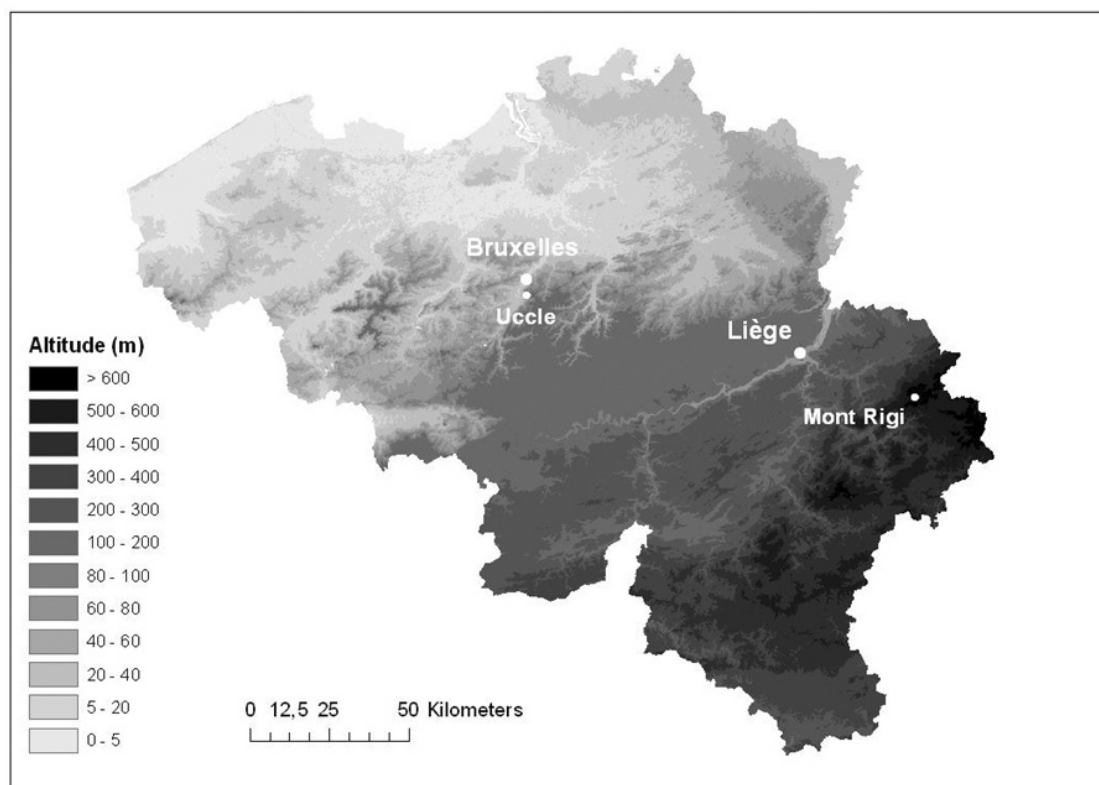 Bruxelles
Uccle
Liège
Mont Rigi
Altitude (m)
> 600
500 - 600
400 - 500
300 - 400
200 - 300
100 - 200
80 - 100
60 - 80
40 - 60
20 - 40
5 - 20
0 - 5
0 12,5 25 50 Kilometers